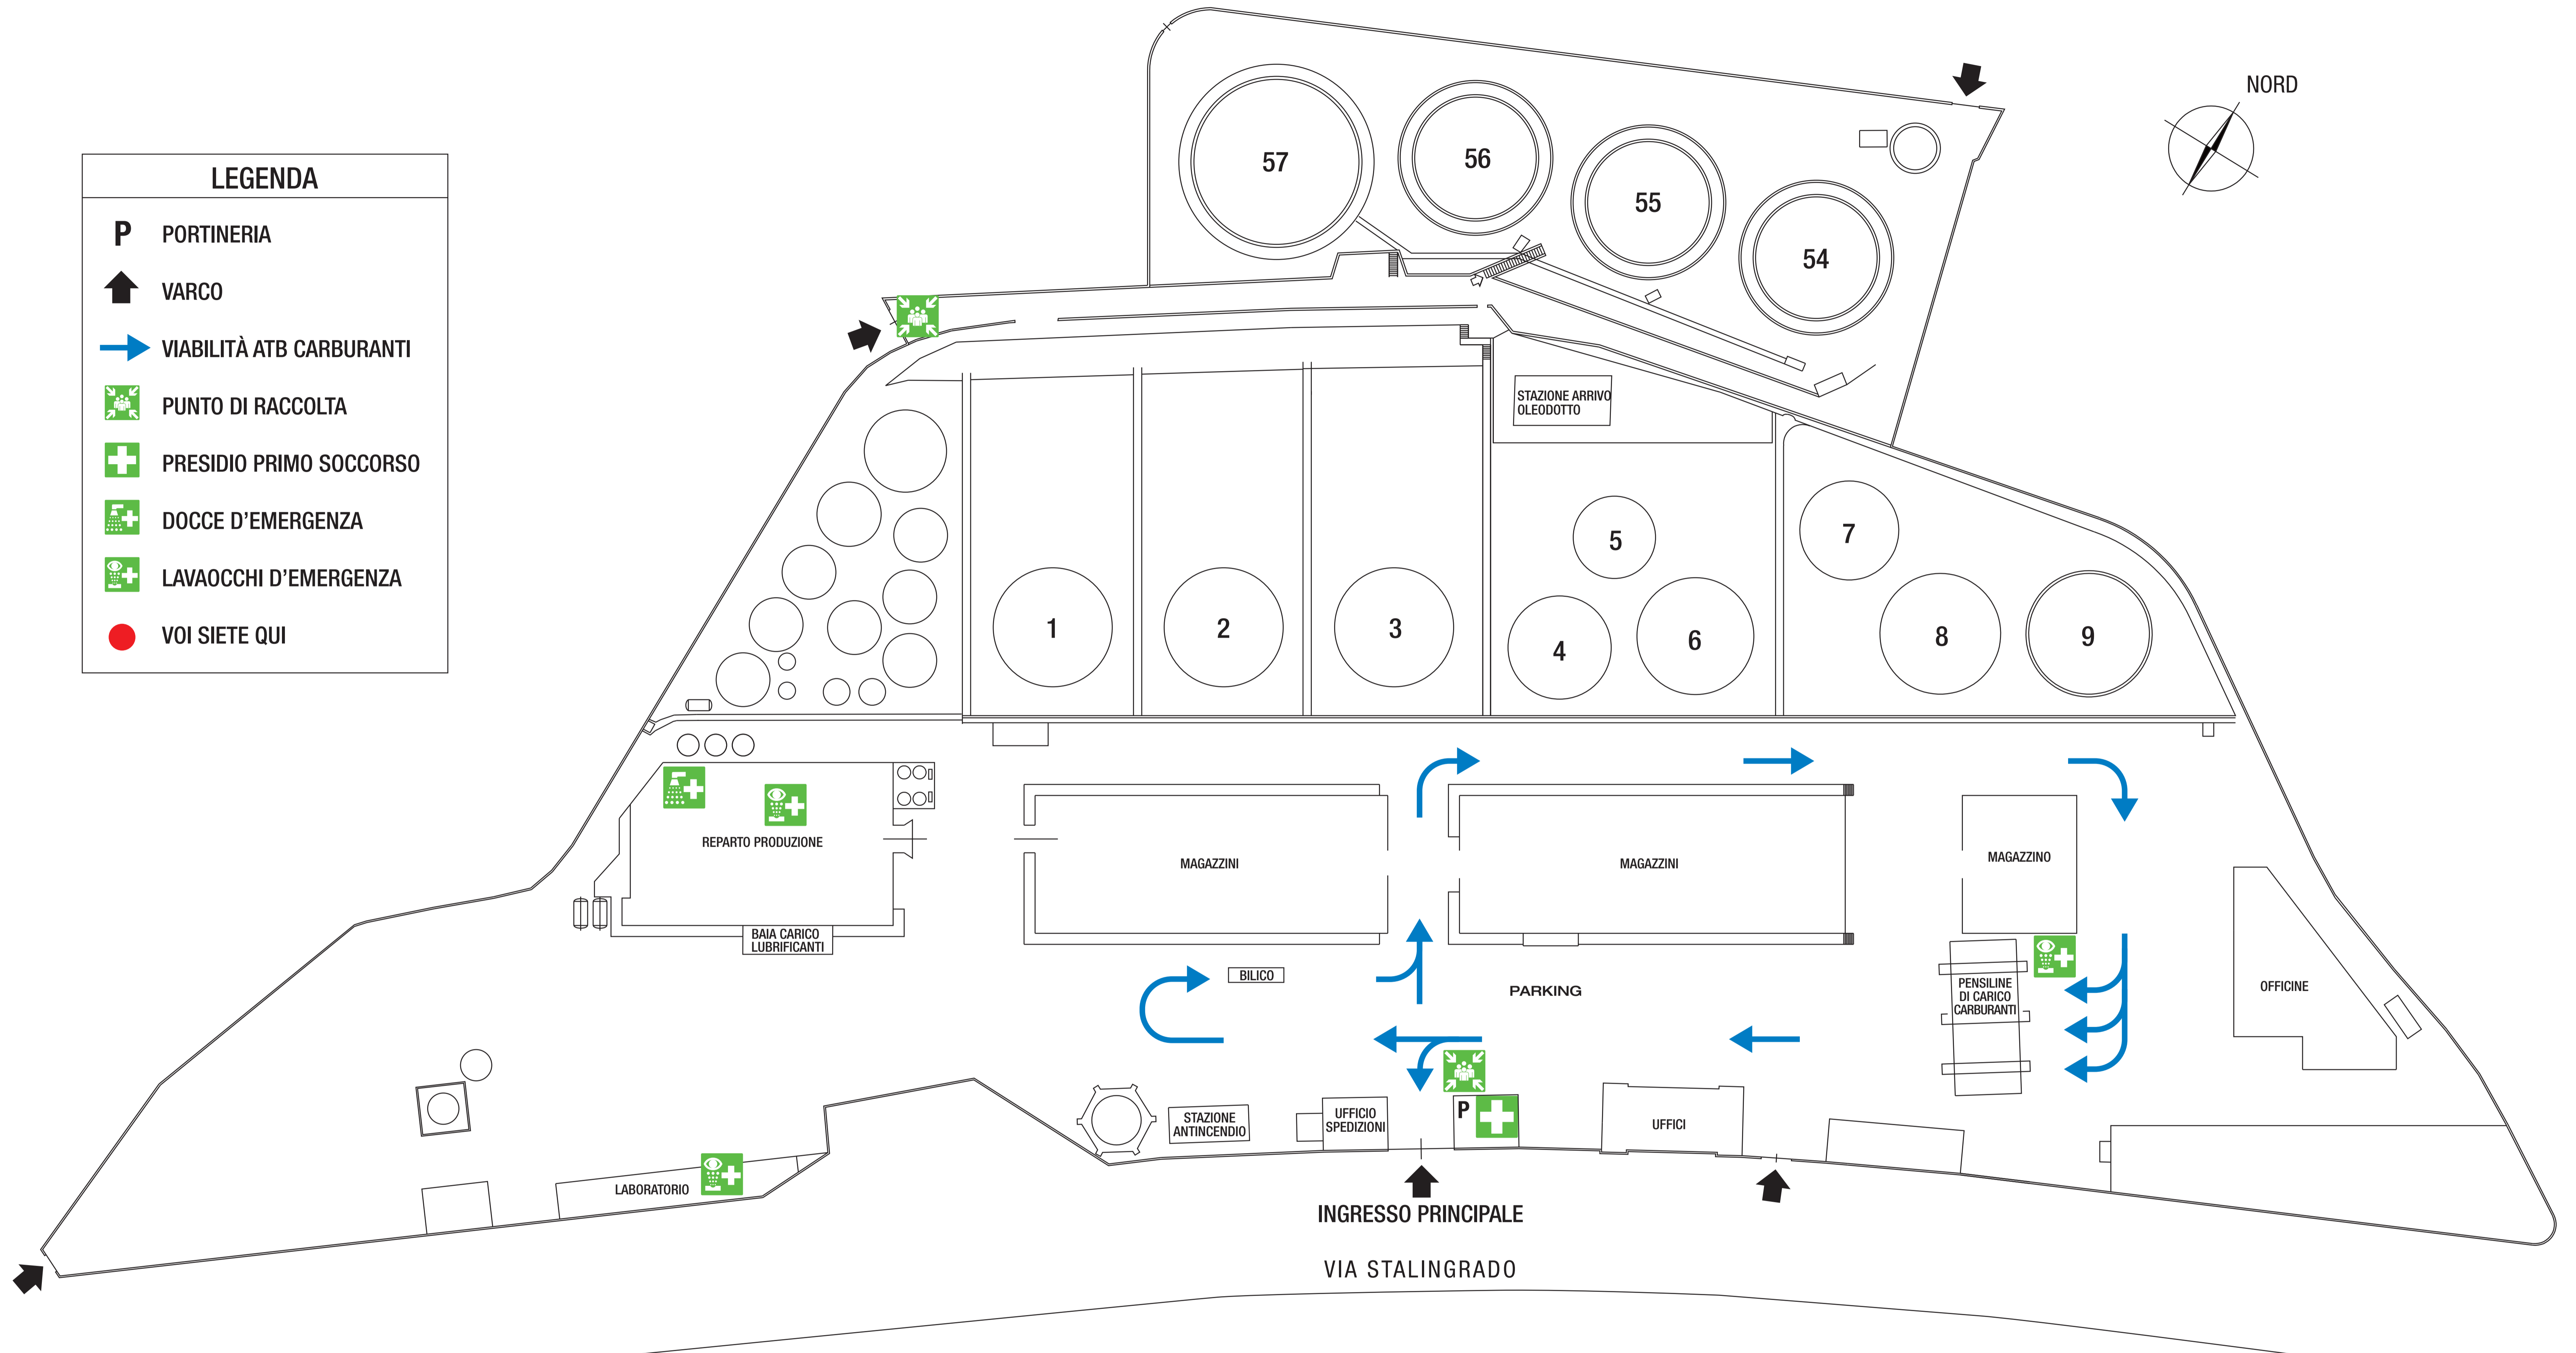 NORD
LEGENDA
P PORTINERIA
VARCO
VIABILITÀ ATB CARBURANTI
PUNTO DI RACCOLTA
PRESIDIO PRIMO SOCCORSO
DOCCE D’EMERGENZA
LAVAOCCHI D’EMERGENZA
VOI SIETE QUI
57
56
55
54
STAZIONE ARRIVO
OLEODOTTO
5
7
1
2
3
4
6
8
9
REPARTO PRODUZIONE
MAGAZZINI
MAGAZZINI
MAGAZZINO
BAIA CARICO
LUBRIFICANTI
BILICO
PARKING
PENSILINE
DI CARICO
CARBURANTI
OFFICINE
STAZIONE
ANTINCENDIO
UFFICIO
SPEDIZIONI
P
UFFICI
LABORATORIO
INGRESSO PRINCIPALE
VIA STALINGRADO